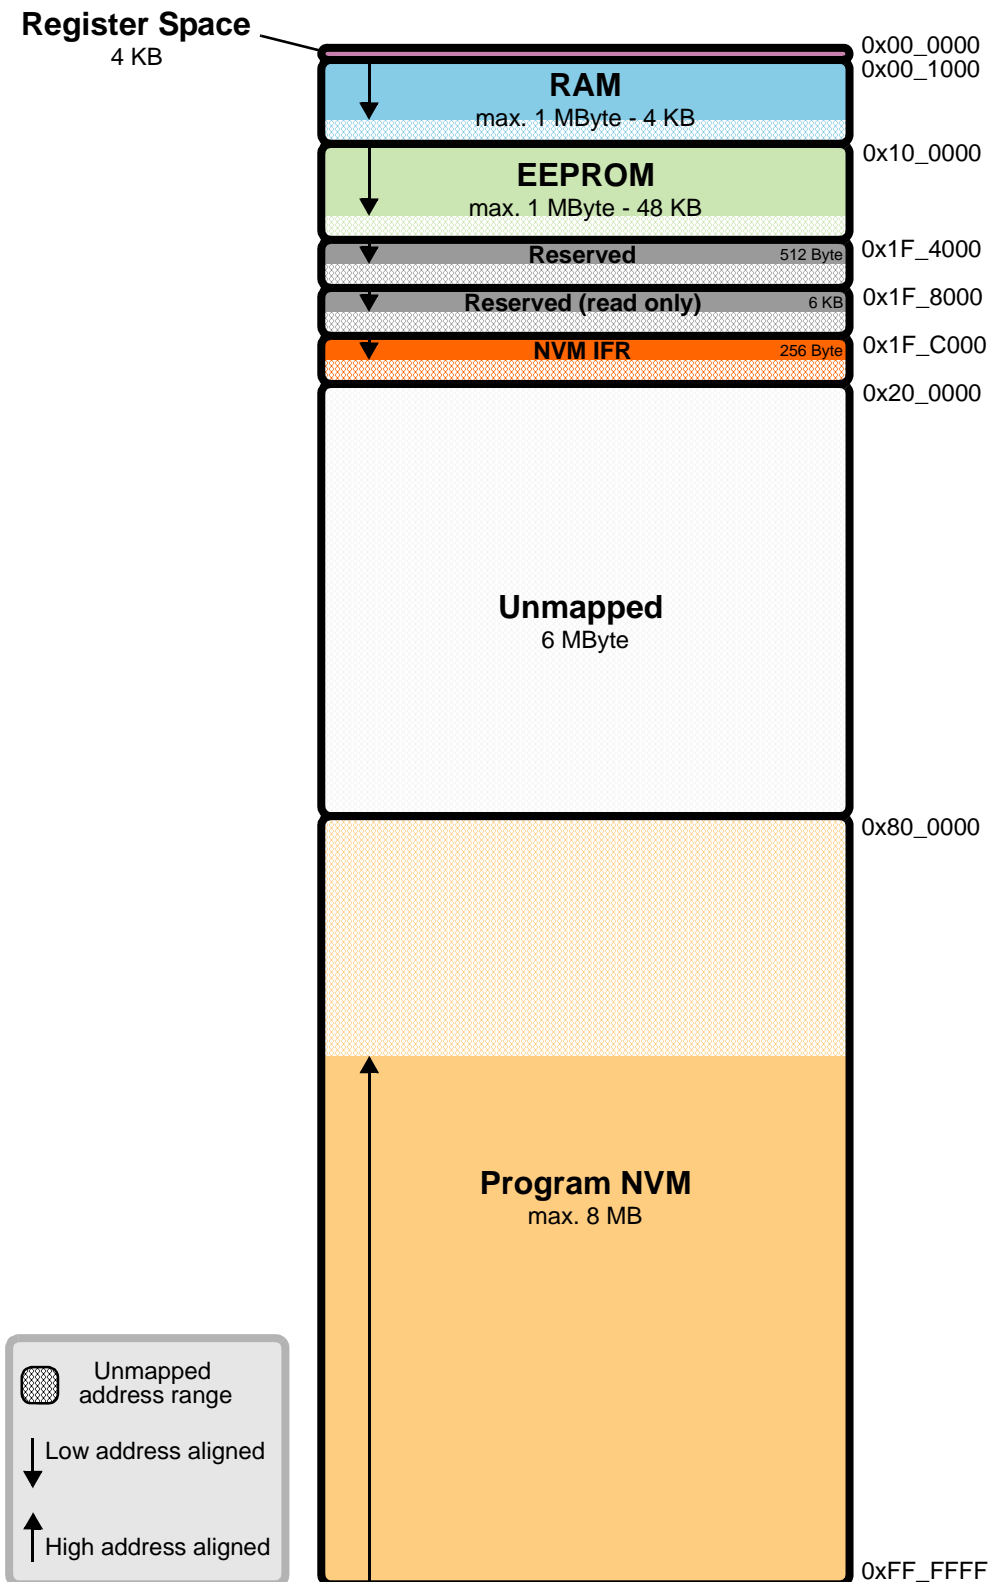 Register Space
4 KB
0x00_0000
0x00_1000
RAM
max. 1 MByte - 4 KB
0x10_0000
EEPROM
max. 1 MByte - 48 KB
0x1F_4000
Reserved
512 Byte
0x1F_8000
Reserved (read only)
6 KB
0x1F_C000
NVM IFR
256 Byte
0x20_0000
Unmapped
6 MByte
0x80_0000
Program NVM
max. 8 MB
Unmapped
address range
Low address aligned
High address aligned
0xFF_FFFF